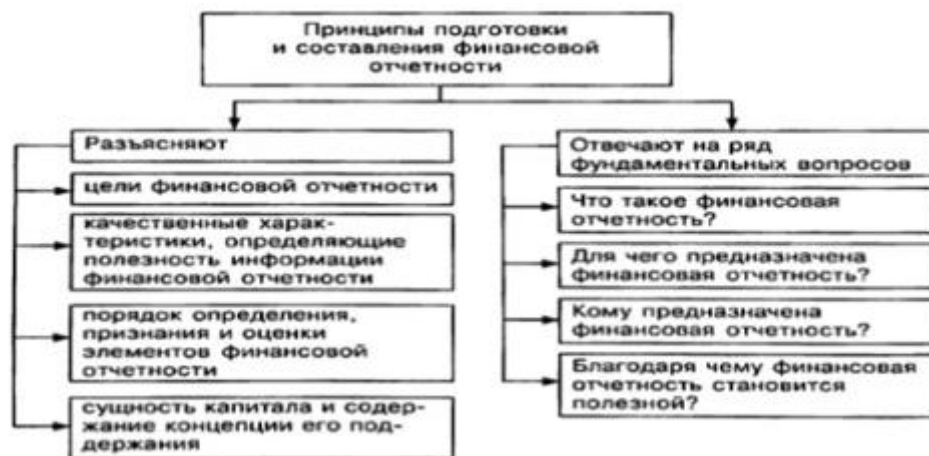 Принципы подготовки
и составления финансовой
отчетности
Разъясняют
цели финансовой отчетности
качественные харак-
теристики, определяющие
полезность информации
финансовой отчетности
порядок определения,
признания и оценки
элементов финансовой
отчетности
сущность капитала и содер-
жание концепции его под-
держания
Отвечают на ряд
фундаментальных вопросов
Что такое финансовая
отчетность?
Для чего предназначена
финансовая отчетность?
Кому предназначена
финансовая отчетность?
Благодаря чему финансовая
отчетность становится
полезной?